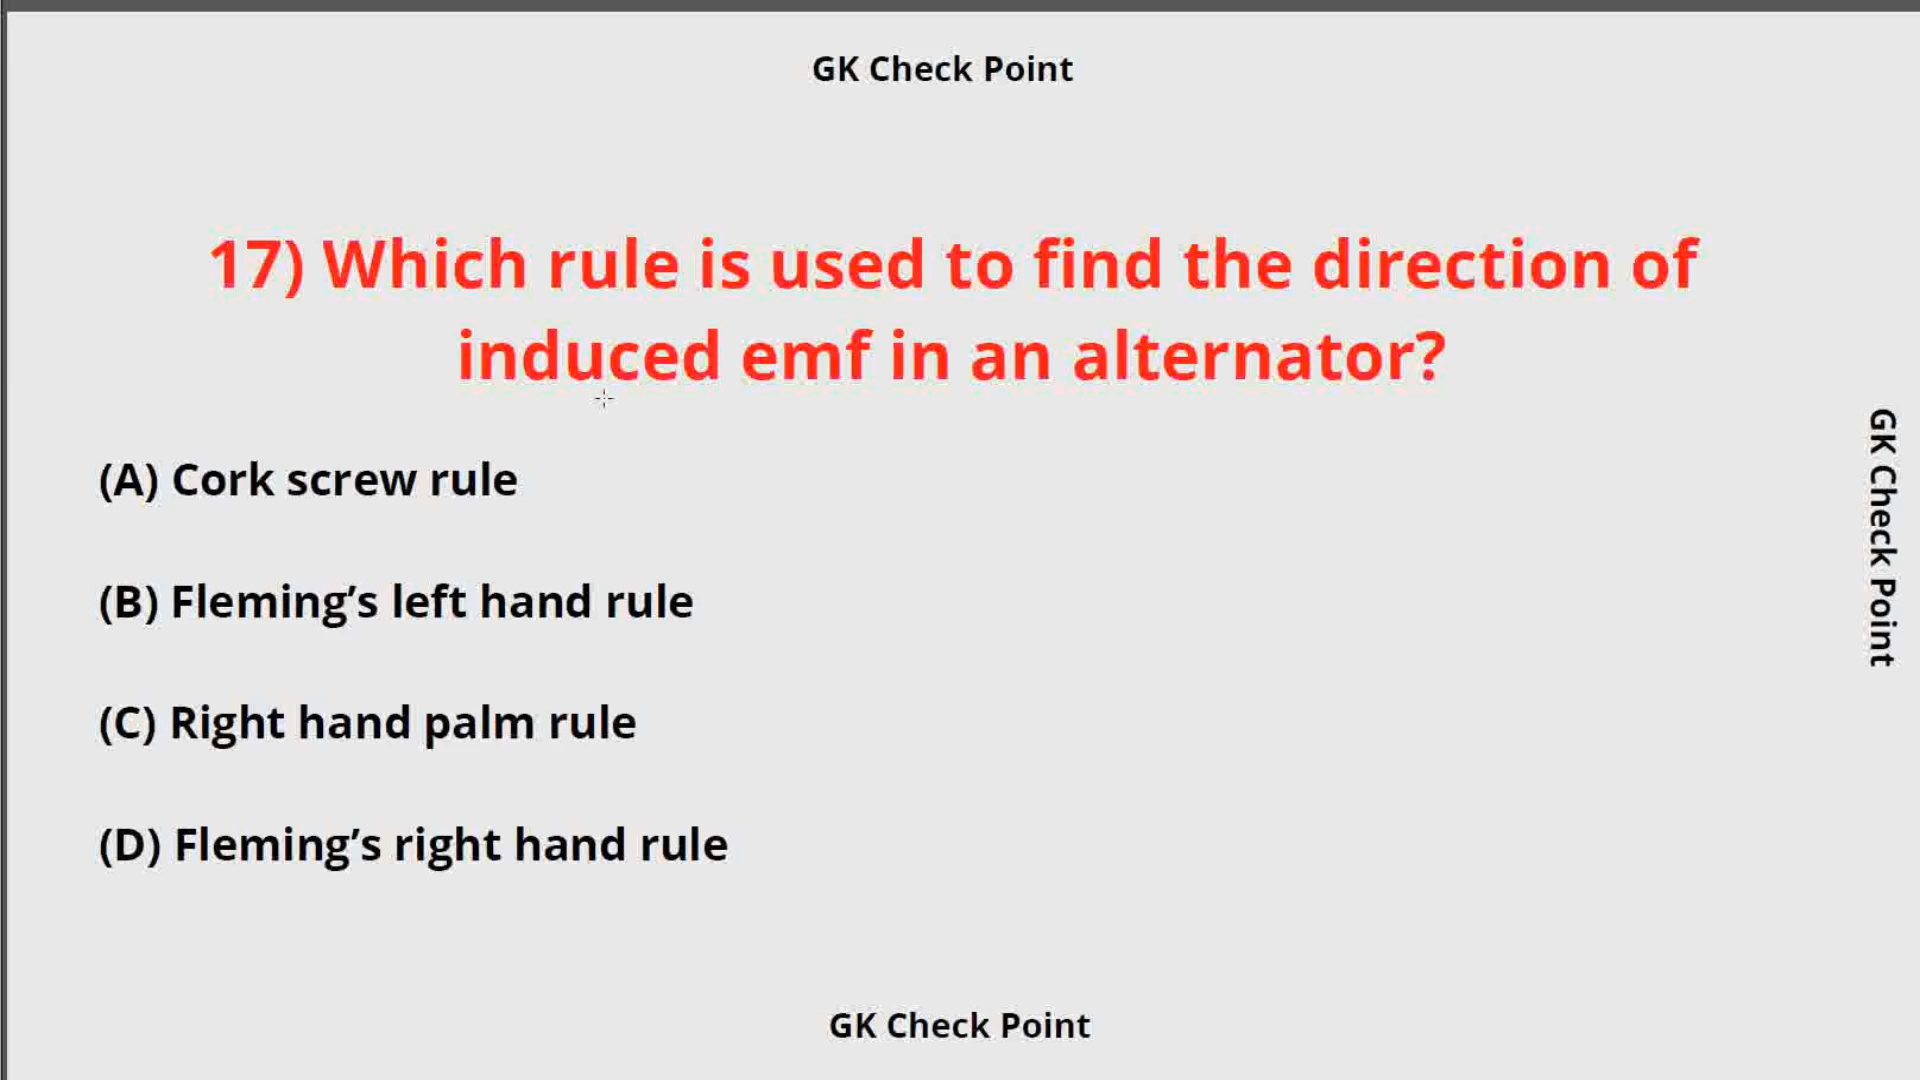 GK Check Point
17) Which rule is used to find the direction of
induced emf in an alternator?
(A) Cork screw rule
(B) Fleming’s left hand rule
(C) Right hand palm rule
(D) Fleming’s right hand rule
GK Check Point
GK Check Point